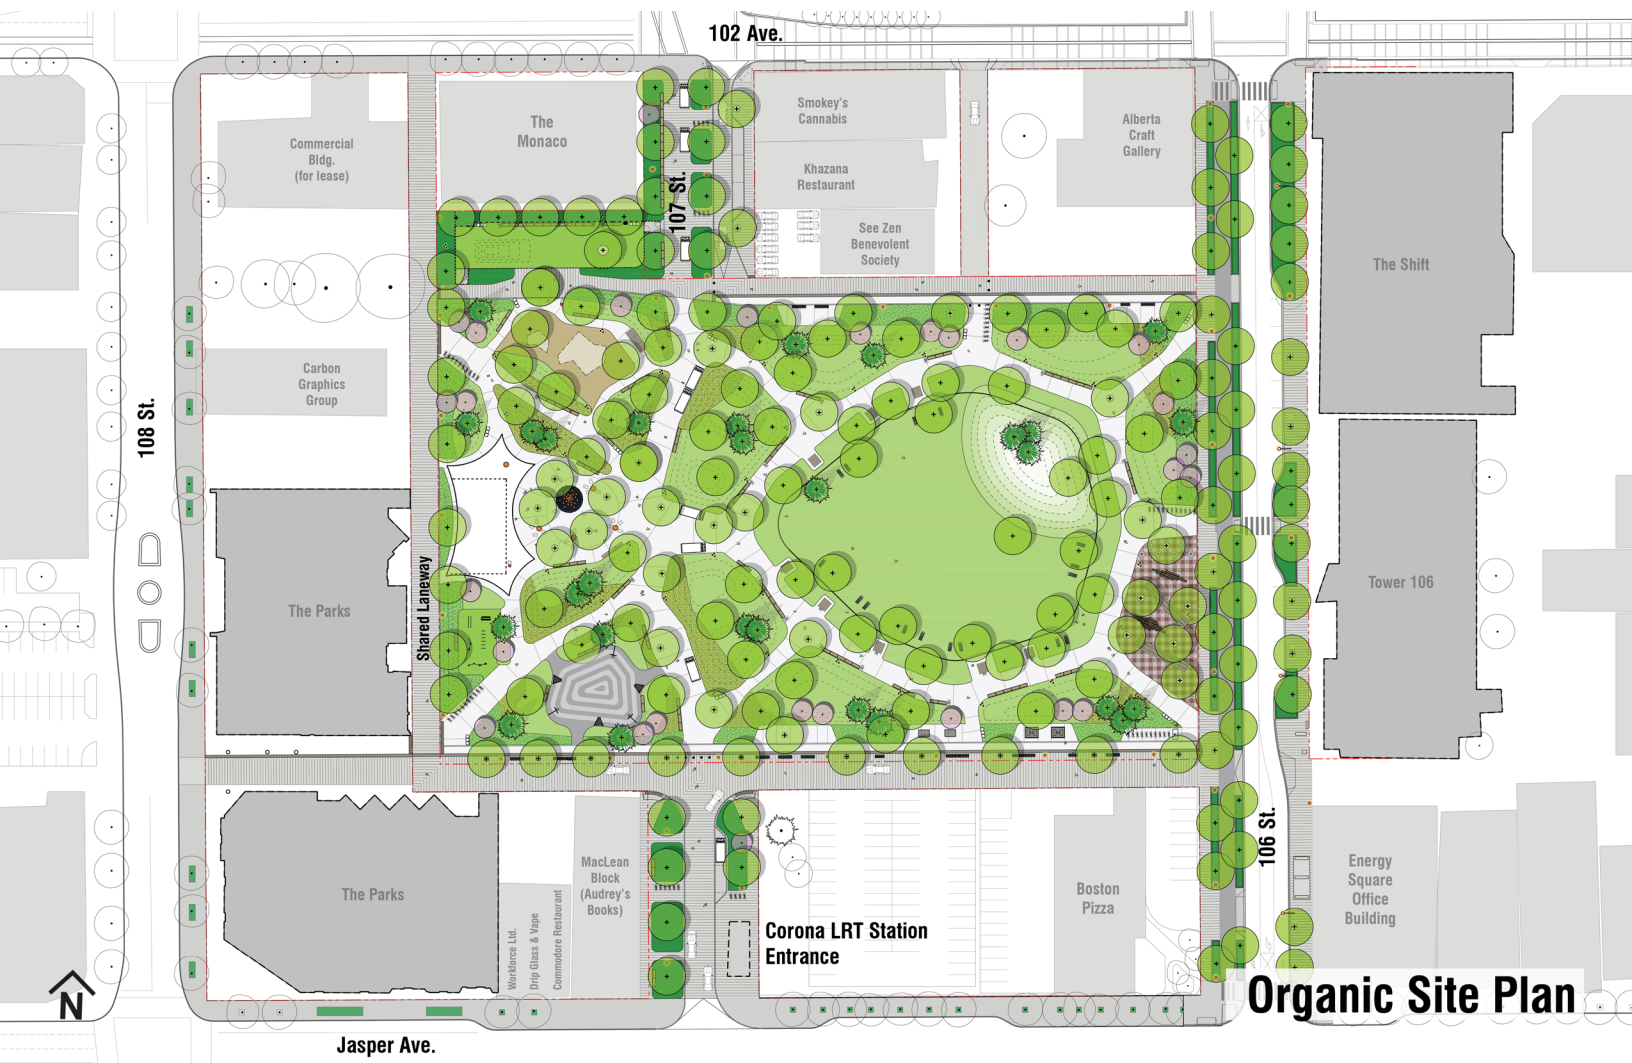 102 Ave.
The
Monaco
Smokey's
Cannabis
Alberta
Craft
Gallery
Commercial
Bldg.
(for lease)
Khazana
Restaurant
107 St.
See Zen
Benevolent
Society
The Shift
Carbon
Graphics
Group
108 St.
Shared Laneway
The Parks
Tower 106
106 St.
The Parks
MacLean
Block
(Audrey's
Books)
Workforce Ltd.
Drip Glass & Vape
Commodore Restaurant
Boston
Pizza
Energy
Square
Office
Building
Corona LRT Station
Entrance
N
Organic Site Plan
Jasper Ave.